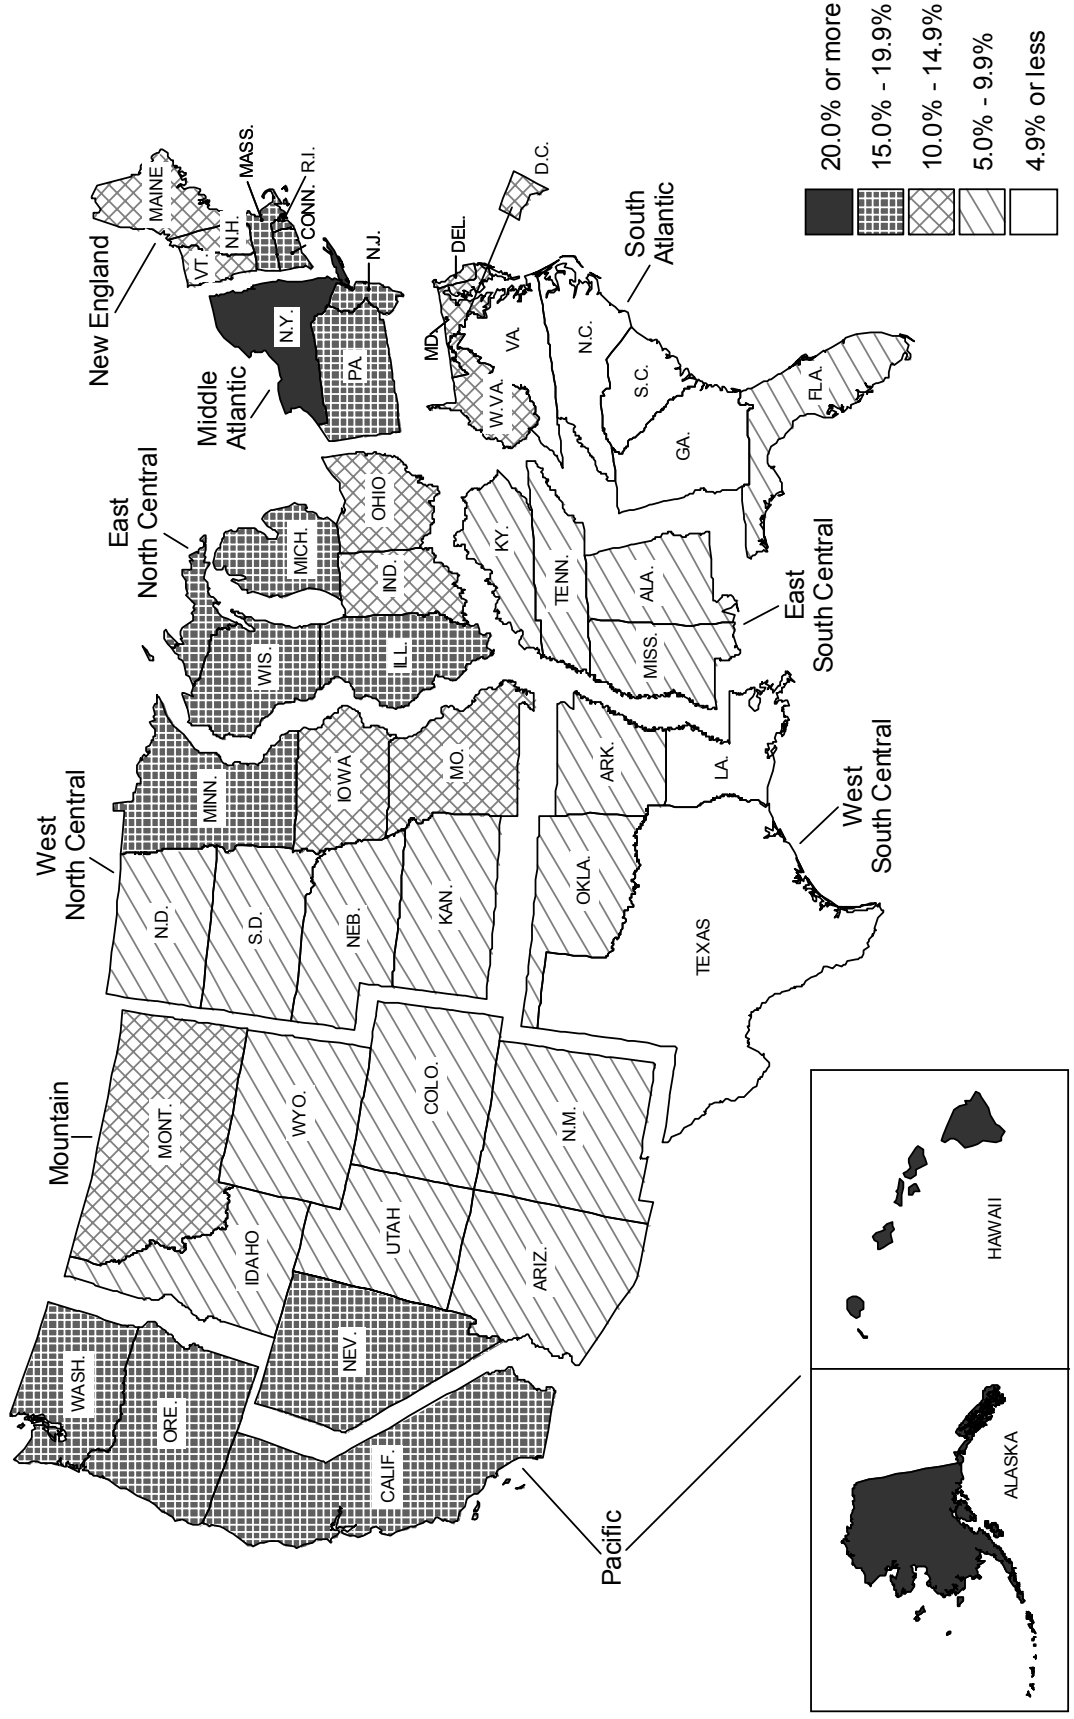 Pacific
Mountain
West
North Central
East
North Central
Middle
Atlantic
New England
South
Atlantic
East
South Central
West
South Central
WASH.
ORE.
CALIF.
NEV.
IDAHO
MONT.
WYO.
UTAH
COLO.
ARIZ.
N.M.
N.D.
S.D.
NEB.
KAN.
MINN.
IOWA
MO.
OKLA.
ARK.
TEXAS
LA.
WIS.
MICH.
ILL.
IND.
OHIO
KY.
TENN.
MISS.
ALA.
N.Y.
PA.
N.J.
MAINE
VT.
N.H.
MASS.
R.I.
CONN.
DEL.
MD.
D.C.
W.VA.
VA.
N.C.
S.C.
GA.
FLA.
ALASKA
HAWAII
20.0% or more
15.0% - 19.9%
10.0% - 14.9%
5.0% - 9.9%
4.9% or less